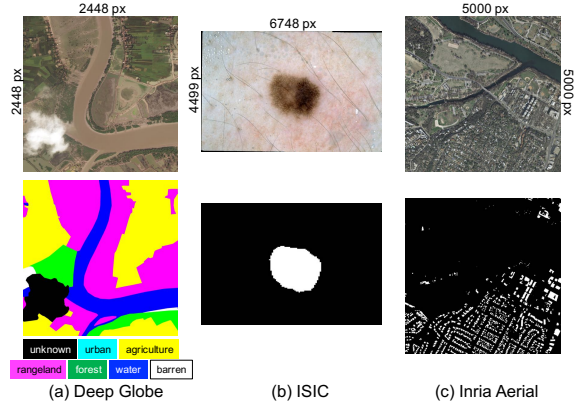 2448 px
6748 px
5000 px
2448 px
4499 px
5000 px
unknown urban agriculture
rangeland forest water barren
(a) Deep Globe
(b) ISIC
(c) Inria Aerial